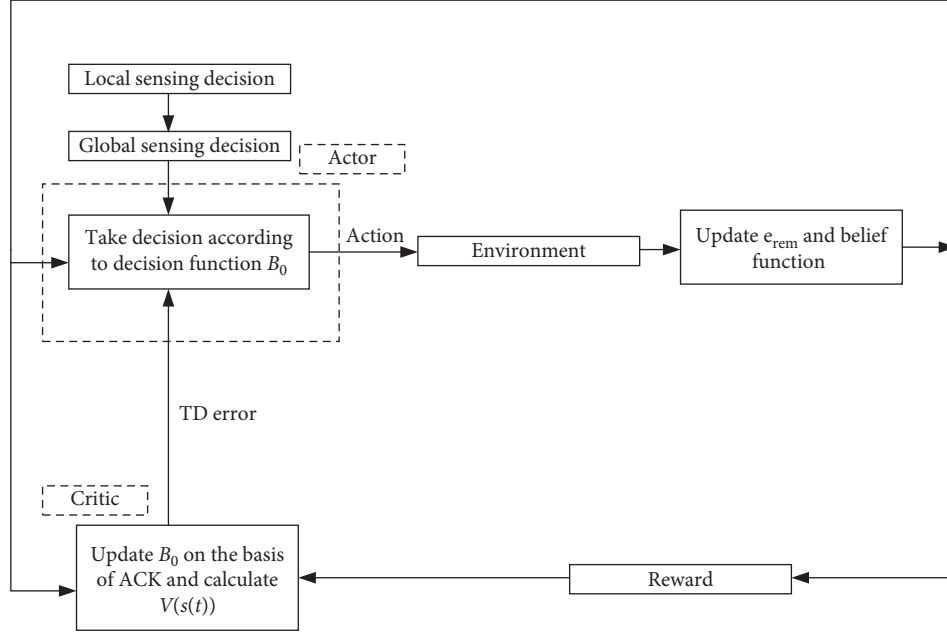 Local sensing decision
Global sensing decision
Actor
Take decision according
to decision function B₀
Action
Environment
Update eᵣₑₘ and belief
function
TD error
Critic
Update B₀ on the basis
of ACK and calculate
V(s(t))
Reward